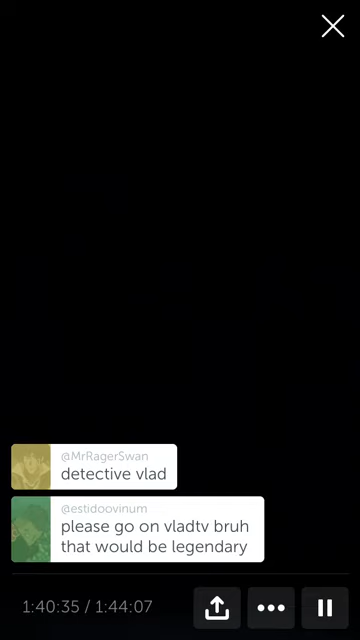 @MrRagerSwan
detective vlad
@estidoovinum
please go on vladtv bruh
that would be legendary
1:40:35 / 1:44:07